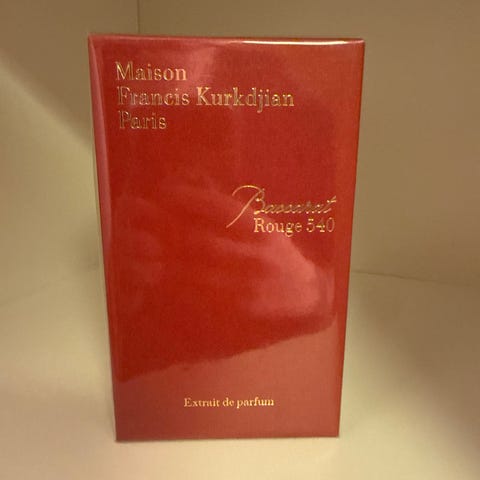 Maison
Francis Kurkdjian
Paris
Baccarat
Rouge 540
Extrait de parfum